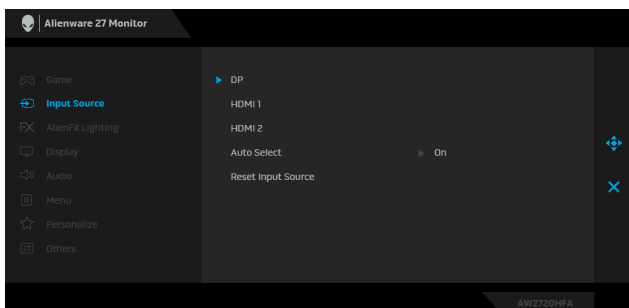 Alienware 27 Monitor
Game
Input Source
AlienFX Lighting
Display
Audio
Menu
Personalize
Others
DP
HDMI 1
HDMI 2
Auto Select On
Reset Input Source
AW2720HFA